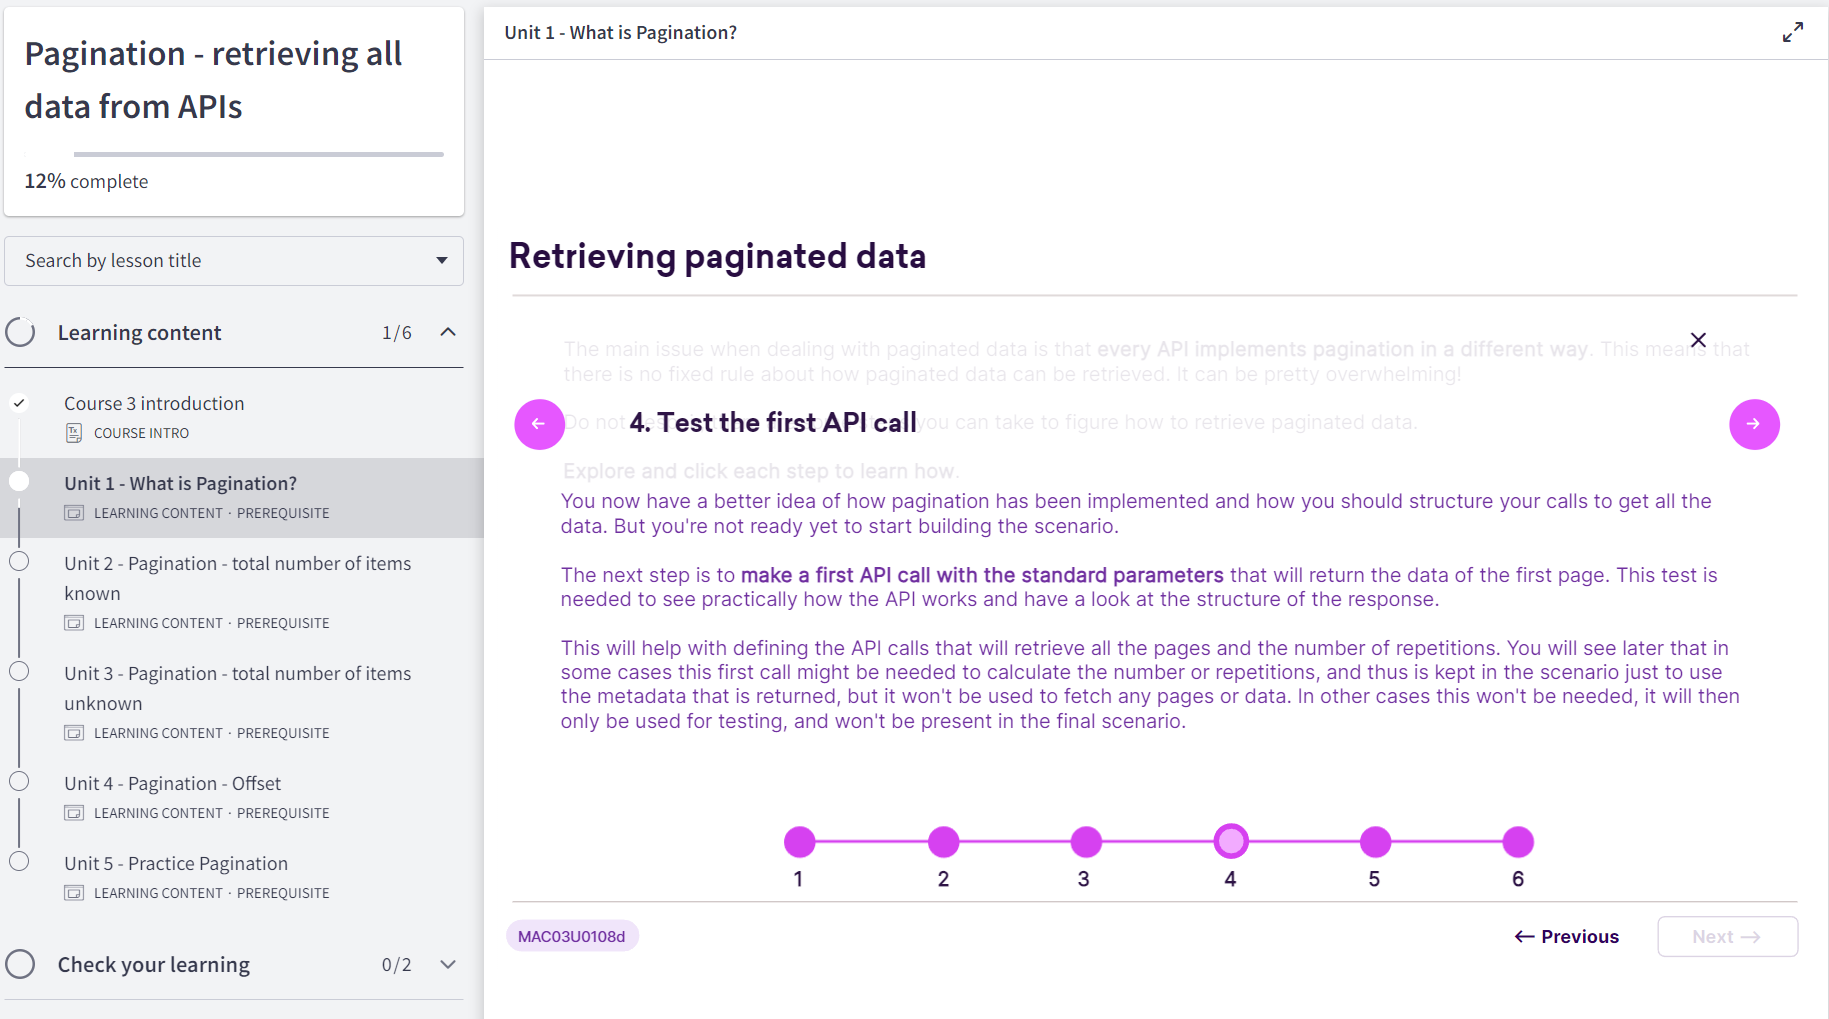 Pagination - retrieving all
data from APIs
12% complete
Search by lesson title
Learning content 1/6
Course 3 introduction
COURSE INTRO
Unit 1 - What is Pagination?
LEARNING CONTENT · PREREQUISITE
Unit 2 - Pagination - total number of items
known
LEARNING CONTENT · PREREQUISITE
Unit 3 - Pagination - total number of items
unknown
LEARNING CONTENT · PREREQUISITE
Unit 4 - Pagination - Offset
LEARNING CONTENT · PREREQUISITE
Unit 5 - Practice Pagination
LEARNING CONTENT · PREREQUISITE
Check your learning 0/2
Unit 1 - What is Pagination?
Retrieving paginated data
The main issue when dealing with paginated data is that every API implements pagination in a different way. This means that
there is no fixed rule about how paginated data can be retrieved. It can be pretty overwhelming!
Do not you can take to figure how to retrieve paginated data.
4. Test the first API call
Explore and click each step to learn how.
You now have a better idea of how pagination has been implemented and how you should structure your calls to get all the
data. But you're not ready yet to start building the scenario.
The next step is to make a first API call with the standard parameters that will return the data of the first page. This test is
needed to see practically how the API works and have a look at the structure of the response.
This will help with defining the API calls that will retrieve all the pages and the number of repetitions. You will see later that in
some cases this first call might be needed to calculate the number or repetitions, and thus is kept in the scenario just to use
the metadata that is returned, but it won't be used to fetch any pages or data. In other cases this won't be needed, it will then
only be used for testing, and won't be present in the final scenario.
1 2 3 4 5 6
MAC03U0108d
← Previous
Next →